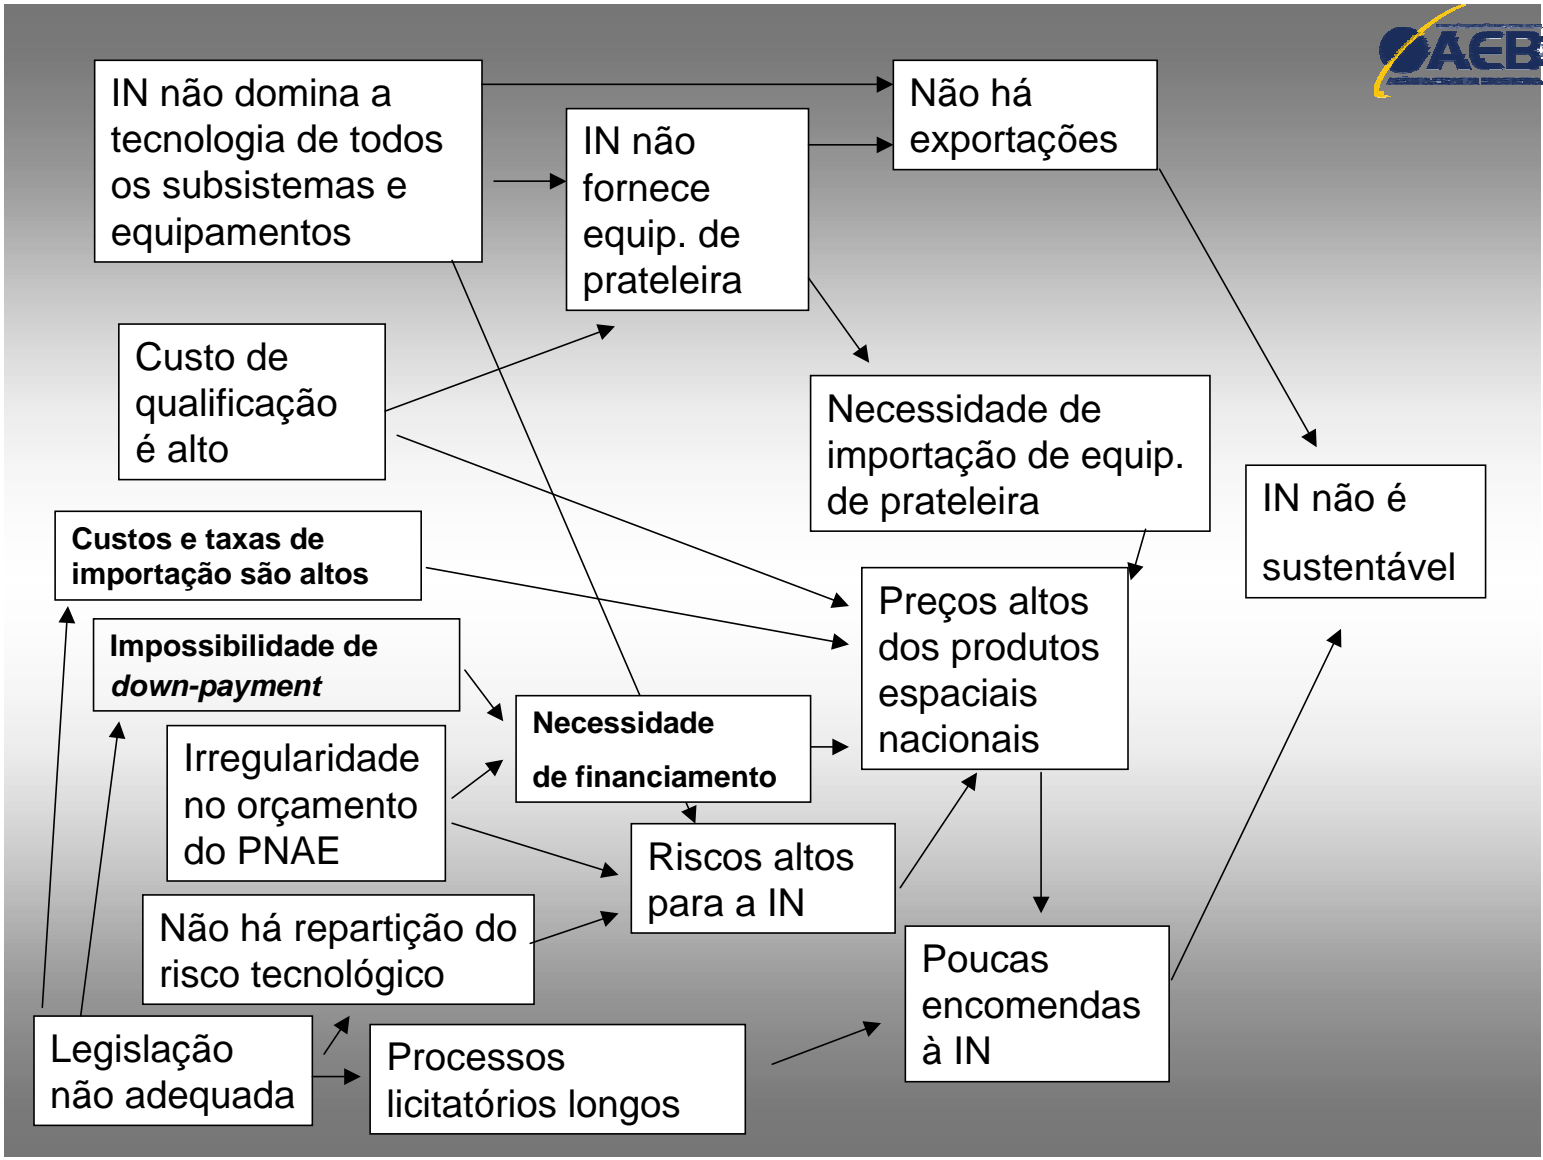 AEB
IN não domina a
tecnologia de todos
os subsistemas e
equipamentos
IN não
fornece
equip. de
prateleira
Não há
exportações
Custo de
qualificação
é alto
Necessidade de
importação de equip.
de prateleira
IN não é
sustentável
Custos e taxas de
importação são altos
Preços altos
dos produtos
espaciais
nacionais
Impossibilidade de
down-payment
Necessidade
de financiamento
Irregularidade
no orçamento
do PNAE
Riscos altos
para a IN
Não há repartição do
risco tecnológico
Poucas
encomendas
à IN
Legislação
não adequada
Processos
licitatórios longos